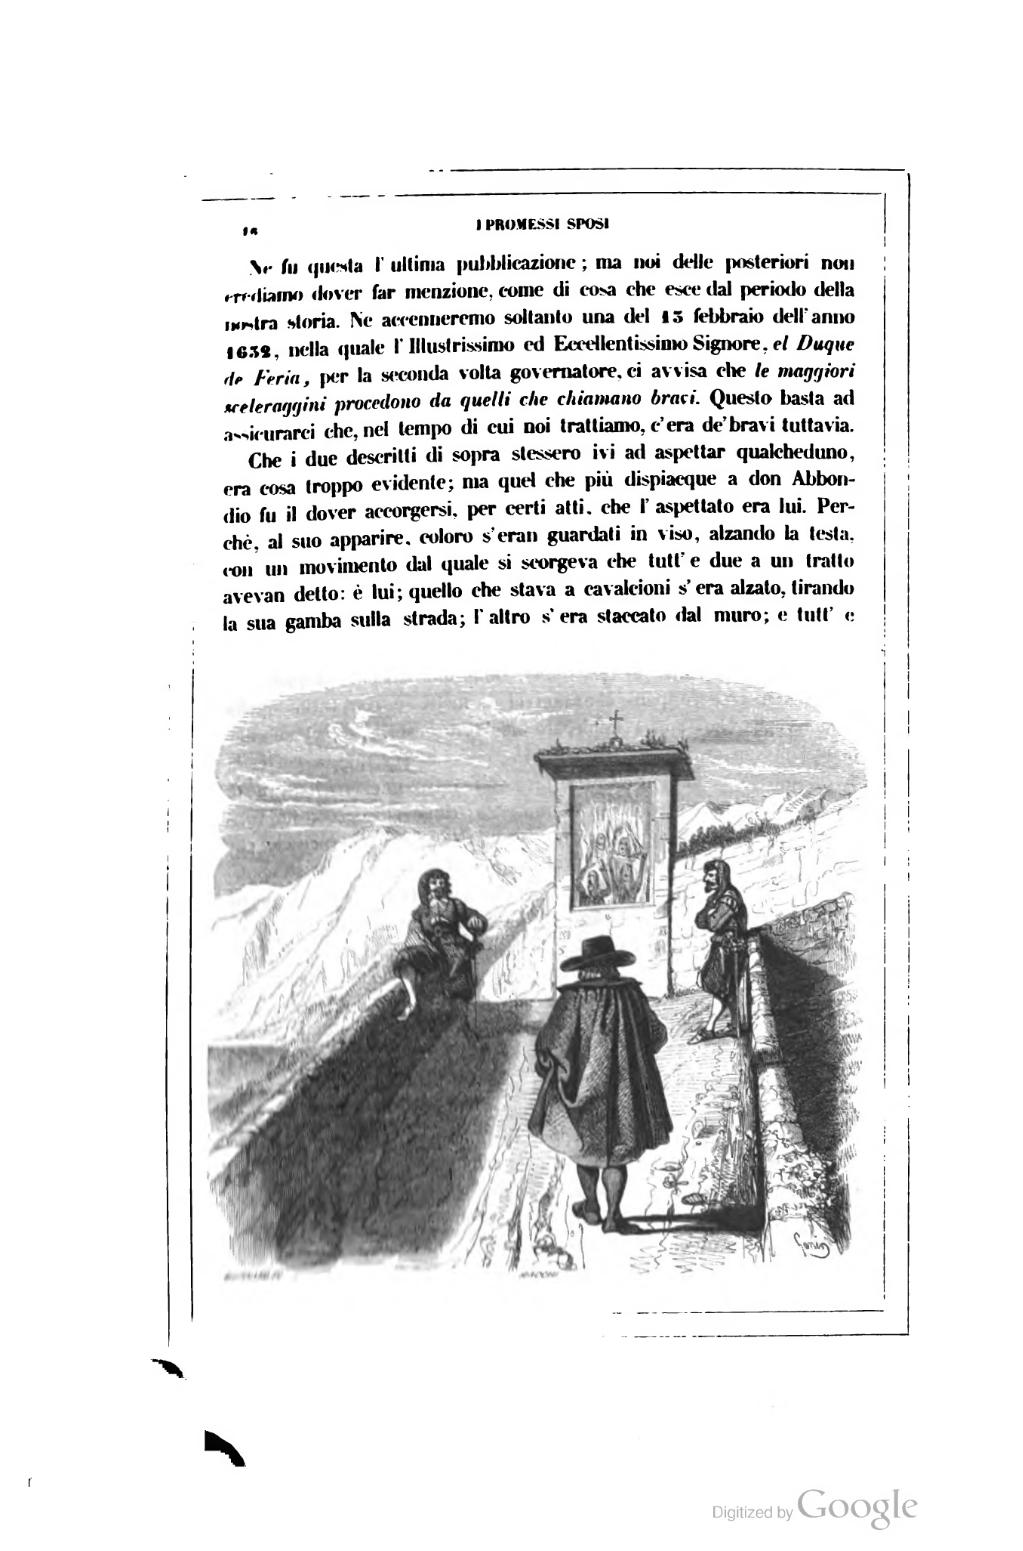 I PROMESSI SPOSI
Ne fu questa l'ultima pubblicazione; ma noi delle posteriori non
crediamo dover far menzione, come di cosa che esce dal periodo della
nostra storia. Ne accenneremo soltanto una del 13 febbraio dell'anno
1632, nella quale l'Illustrissimo ed Eccellentissimo Signore, el Duque
de Feria, per la seconda volta governatore, ci avvisa che le maggiori
sceleraggini procedono da quelli che chiamano bravi. Questo basta ad
assicurarci che, nel tempo di cui noi trattiamo, c'era de' bravi tuttavia.
Che i due descritti di sopra stessero ivi ad aspettar qualcheduno,
era cosa troppo evidente; ma quel che più dispiacque a don Abbon-
dio fu il dover accorgersi, per certi atti, che l'aspettato era lui. Per-
chè, al suo apparire, coloro s'eran guardati in viso, alzando la testa,
con un movimento dal quale si scorgeva che tutt'e due a un tratto
avevan detto: è lui; quello che stava a cavalcioni s'era alzato, tirando
la sua gamba sulla strada; l'altro s'era staccato dal muro; e tutt'e
Gonin
Digitized by Google